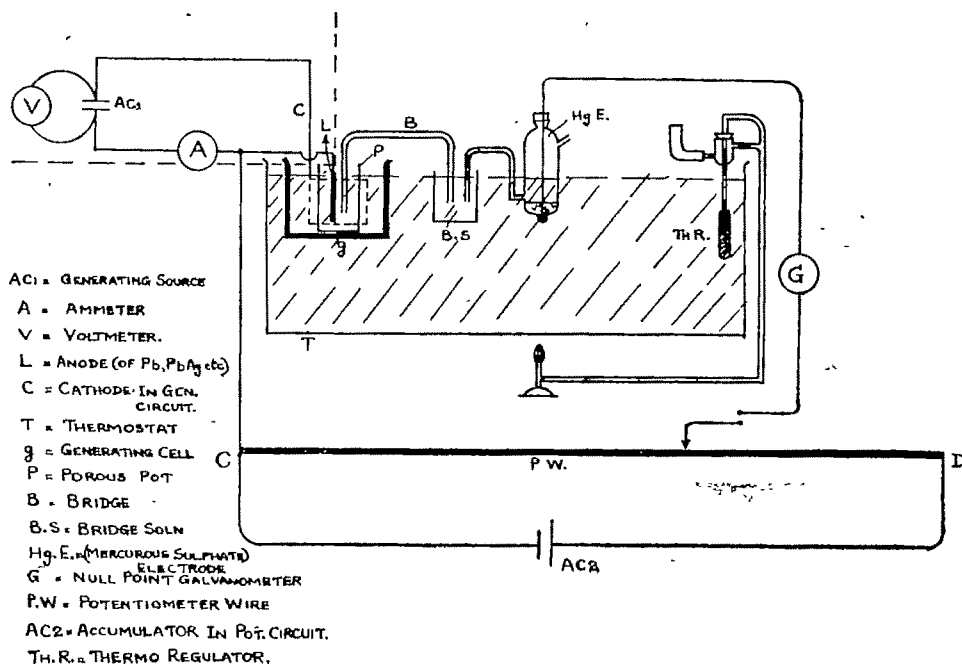 V
AC1
A
C
L
B
P
Hg E.
B.S
g
TH R.
G
T
C
P W.
D
AC2
AC1 = GENERATING SOURCE
A = AMMETER
V = VOLTMETER.
L = ANODE (OF Pb, PbAg etc)
C = CATHODE. IN GEN.
CIRCUIT.
T = THERMOSTAT
g = GENERATING CELL
P = POROUS POT
B = BRIDGE
B.S = BRIDGE SOLN
Hg.E. = (MERCUROUS SULPHATE)
ELECTRODE
G = NULL POINT GALVANOMETER
P.W = POTENTIOMETER WIRE
AC2 = ACCUMULATOR IN POT. CIRCUIT.
TH.R. = THERMO REGULATOR.